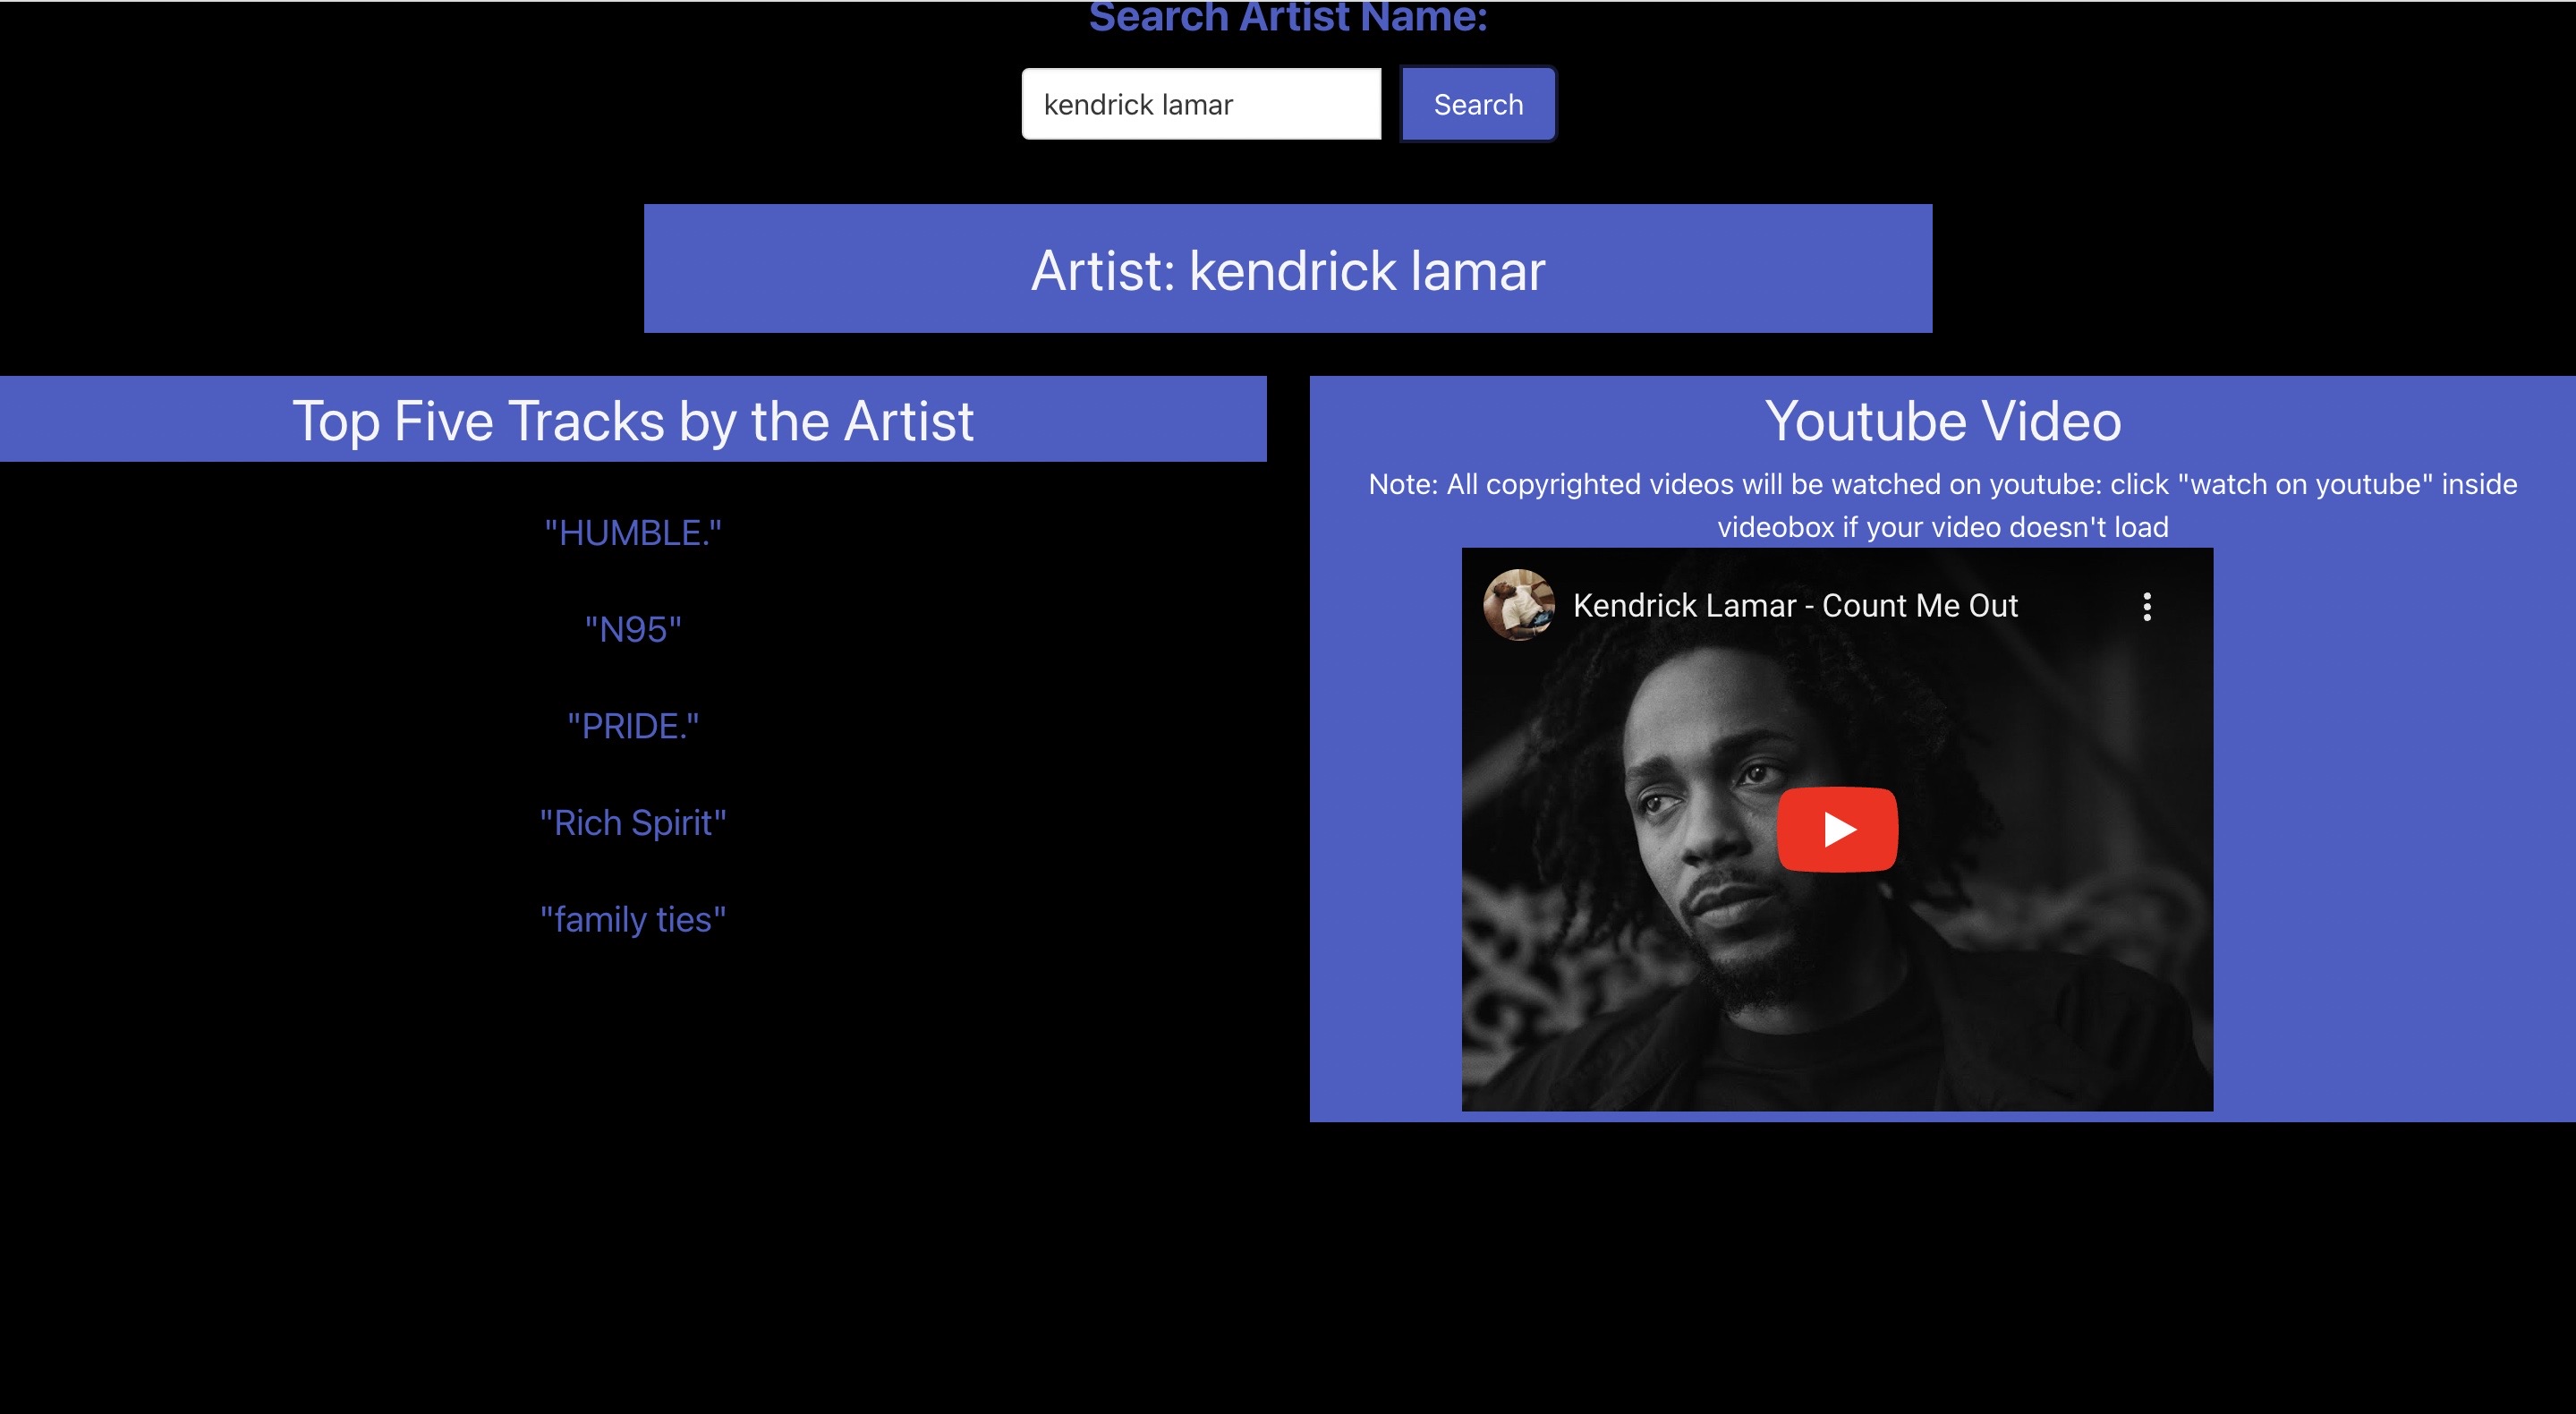 Search Artist Name:
kendrick lamar
Search
Artist: kendrick lamar
Top Five Tracks by the Artist
"HUMBLE."
"N95"
"PRIDE."
"Rich Spirit"
"family ties"
Youtube Video
Note: All copyrighted videos will be watched on youtube: click "watch on youtube" inside
videobox if your video doesn't load
Kendrick Lamar - Count Me Out